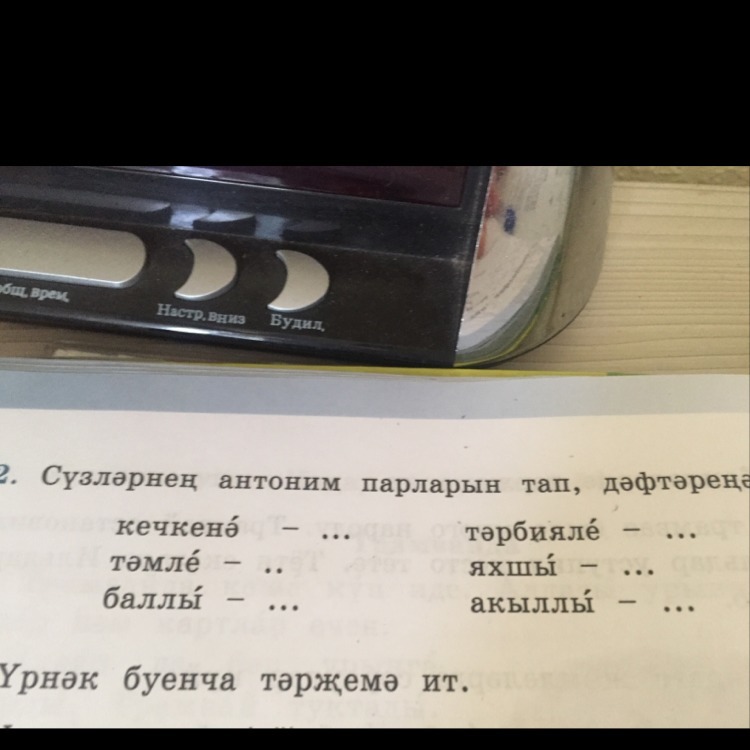 общ, врем,
Настр. вниз Будил,
2. Сүзләрнең антоним парларын тап, дәфтәреңә
кечкенә́ – ... тәрбияле́ – ...
тәмле́ – .. яхшы́ – ...
баллы́ – ... акыллы́ – ...
Үрнәк буенча тәрҗемә ит.